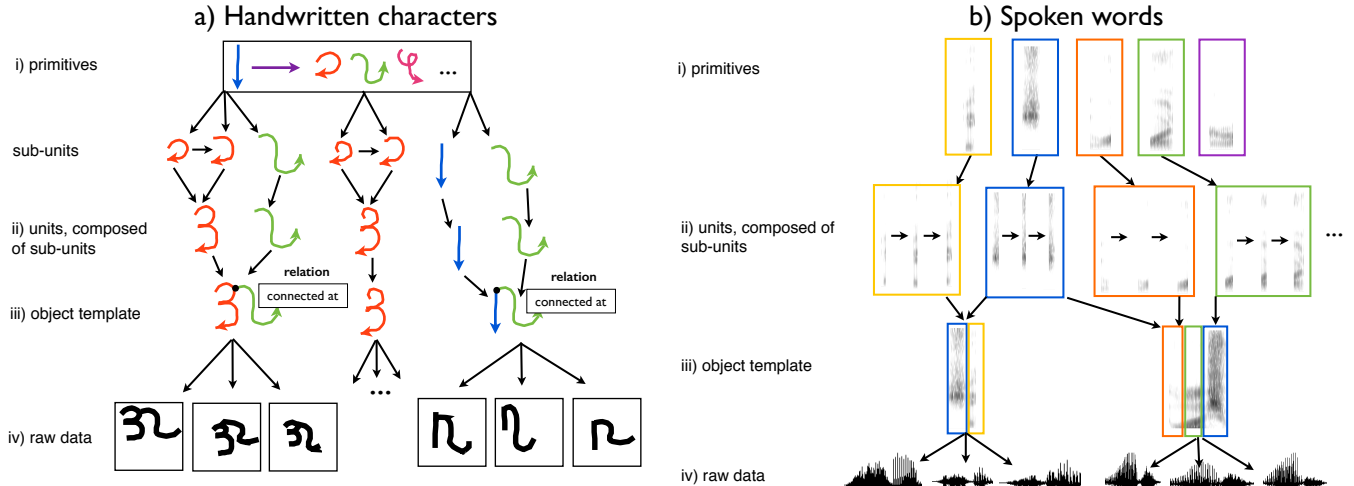 a) Handwritten characters
i) primitives
...
sub-units
ii) units, composed
of sub-units
relation
connected at
relation
connected at
iii) object template
...
iv) raw data
b) Spoken words
i) primitives
ii) units, composed of
sub-units
...
iii) object template
iv) raw data